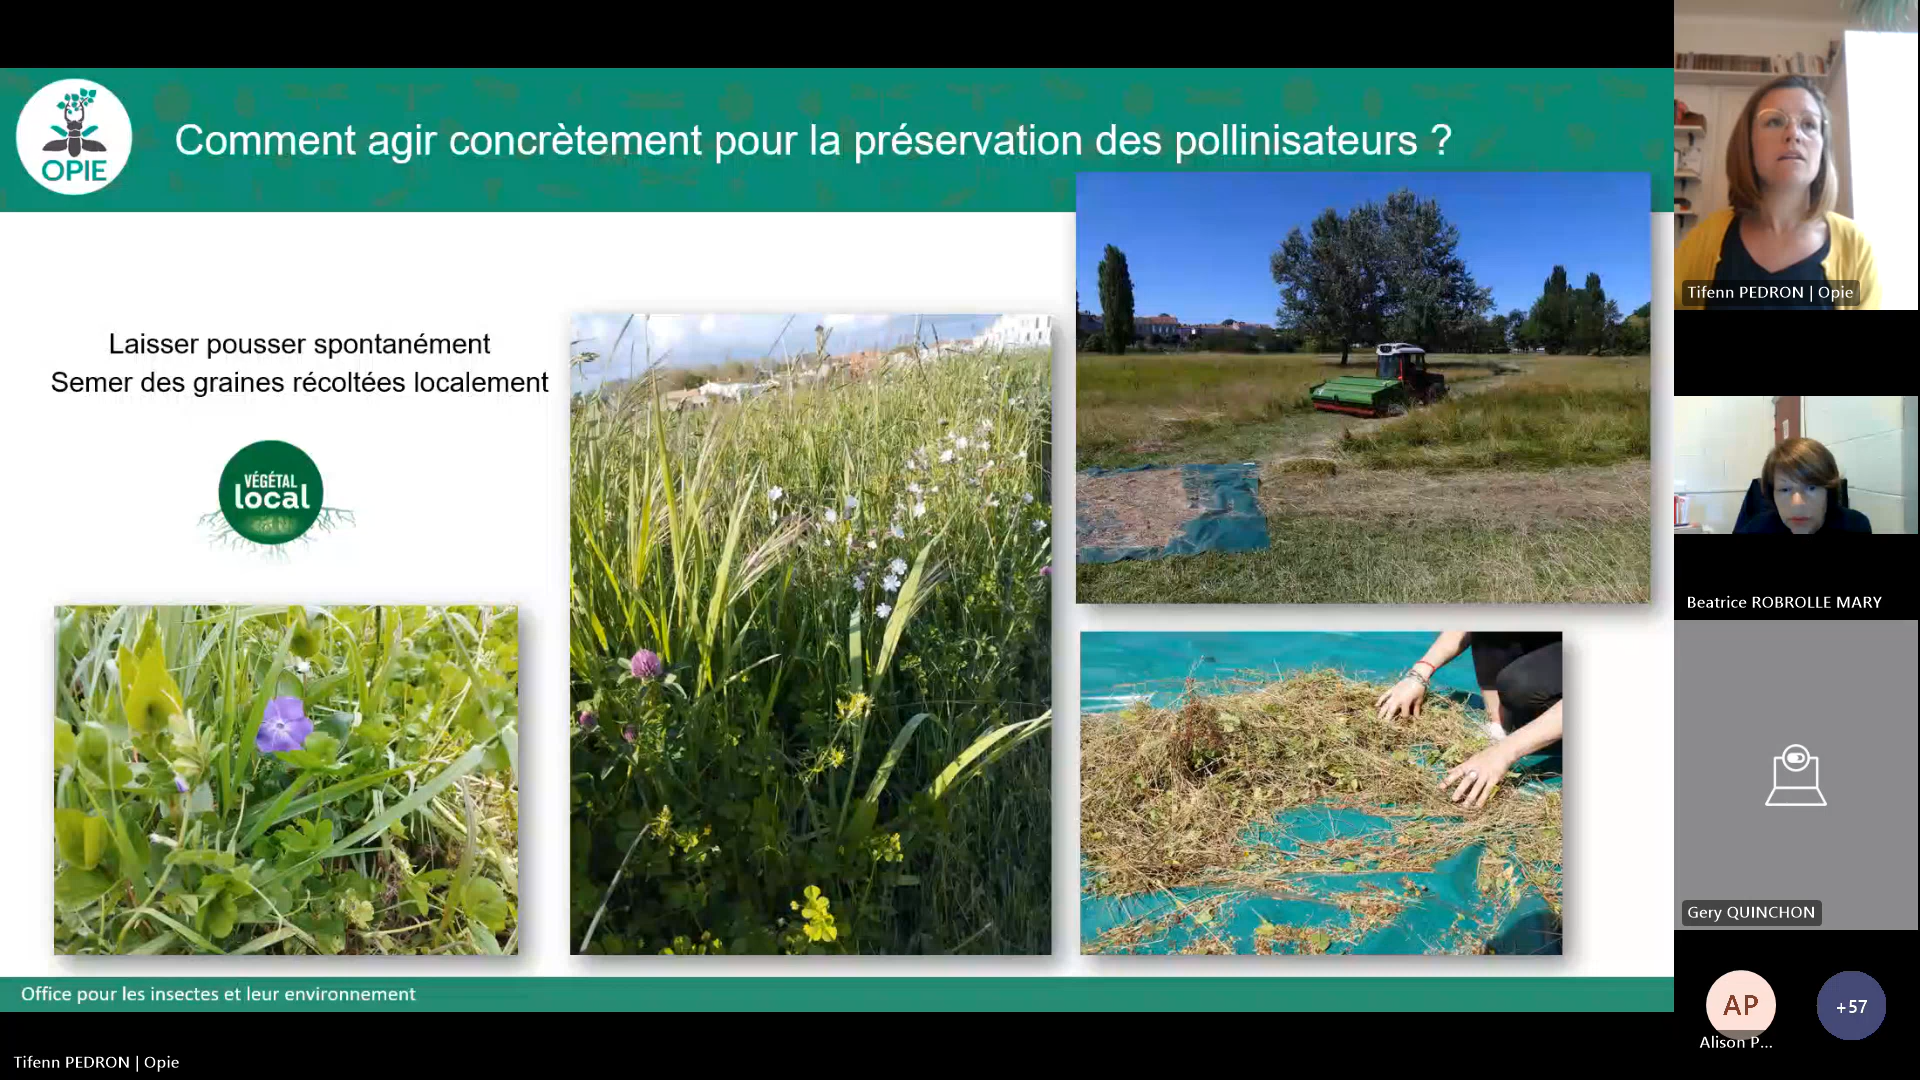 OPIE
Comment agir concrètement pour la préservation des pollinisateurs ?
Laisser pousser spontanément
Semer des graines récoltées localement
VÉGÉTAL
local
Office pour les insectes et leur environnement
Tifenn PEDRON | Opie
Tifenn PEDRON | Opie
Beatrice ROBROLLE MARY
Gery QUINCHON
AP
Alison P...
+57